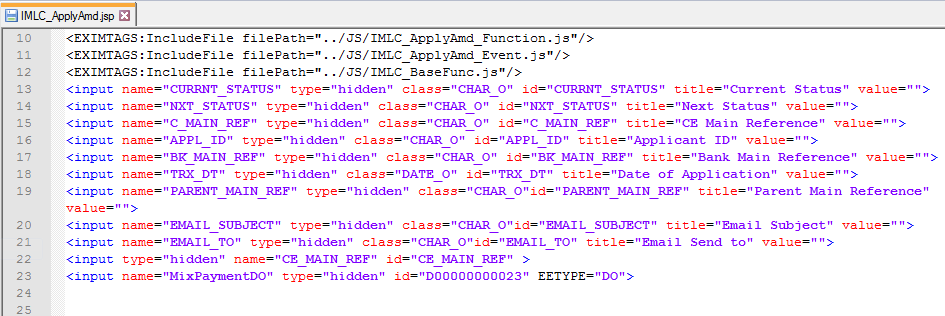 IMLC_ApplyAmd.jsp
10 <EXIMTAGS:IncludeFile filePath="../JS/IMLC_ApplyAmd_Function.js"/>
11 <EXIMTAGS:IncludeFile filePath="../JS/IMLC_ApplyAmd_Event.js"/>
12 <EXIMTAGS:IncludeFile filePath="../JS/IMLC_BaseFunc.js"/>
13 <input name="CURRNT_STATUS" type="hidden" class="CHAR_O" id="CURRNT_STATUS" title="Current Status" value="">
14 <input name="NXT_STATUS" type="hidden" class="CHAR_O" id="NXT_STATUS" title="Next Status" value="">
15 <input name="C_MAIN_REF" type="hidden" class="CHAR_O" id="C_MAIN_REF" title="CE Main Reference" value="">
16 <input name="APPL_ID" type="hidden" class="CHAR_O" id="APPL_ID" title="Applicant ID" value="">
17 <input name="BK_MAIN_REF" type="hidden" class="CHAR_O" id="BK_MAIN_REF" title="Bank Main Reference" value="">
18 <input name="TRX_DT" type="hidden" class="DATE_O" id="TRX_DT" title="Date of Application" value="">
19 <input name="PARENT_MAIN_REF" type="hidden" class="CHAR_O"id="PARENT_MAIN_REF" title="Parent Main Reference"
value="">
20 <input name="EMAIL_SUBJECT" type="hidden" class="CHAR_O"id="EMAIL_SUBJECT" title="Email Subject" value="">
21 <input name="EMAIL_TO" type="hidden" class="CHAR_O"id="EMAIL_TO" title="Email Send to" value="">
22 <input type="hidden" name="CE_MAIN_REF" id="CE_MAIN_REF" >
23 <input name="MixPaymentDO" type="hidden" id="D00000000023" EETYPE="DO">
24
25